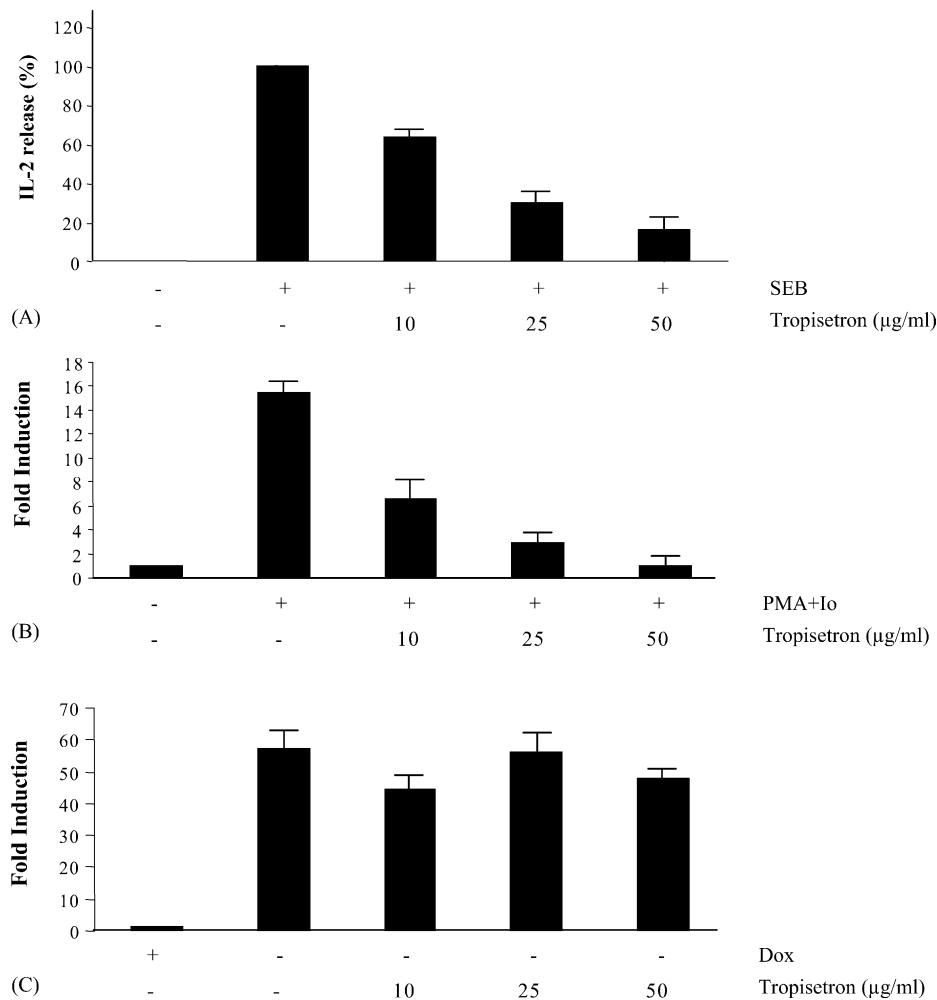 IL-2 release (%)
120
100
80
60
40
20
0
- + + + + SEB
(A) - - 10 25 50 Tropisetron (µg/ml)
Fold Induction
18
16
14
12
10
8
6
4
2
0
- + + + + PMA+Io
(B) - - 10 25 50 Tropisetron (µg/ml)
Fold Induction
70
60
50
40
30
20
10
0
+ - - - - Dox
(C) - - 10 25 50 Tropisetron (µg/ml)